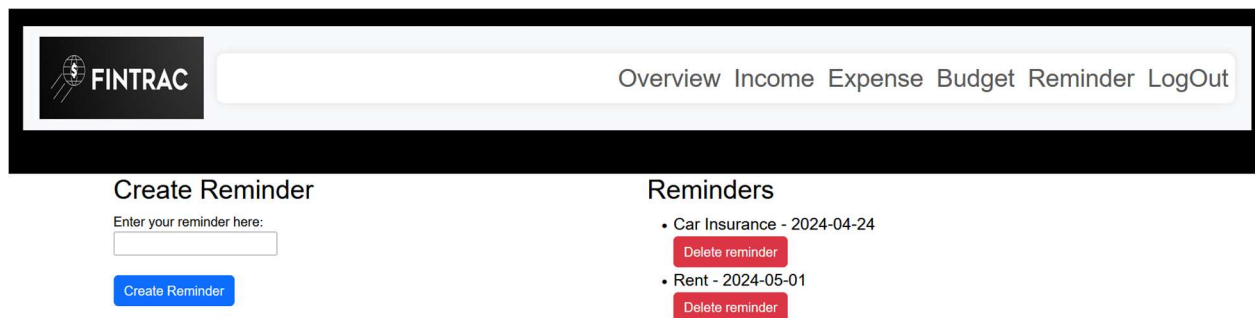 $ FINTRAC
Overview Income Expense Budget Reminder LogOut
Create Reminder
Enter your reminder here:
Create Reminder
Reminders
Car Insurance - 2024-04-24
Delete reminder
Rent - 2024-05-01
Delete reminder